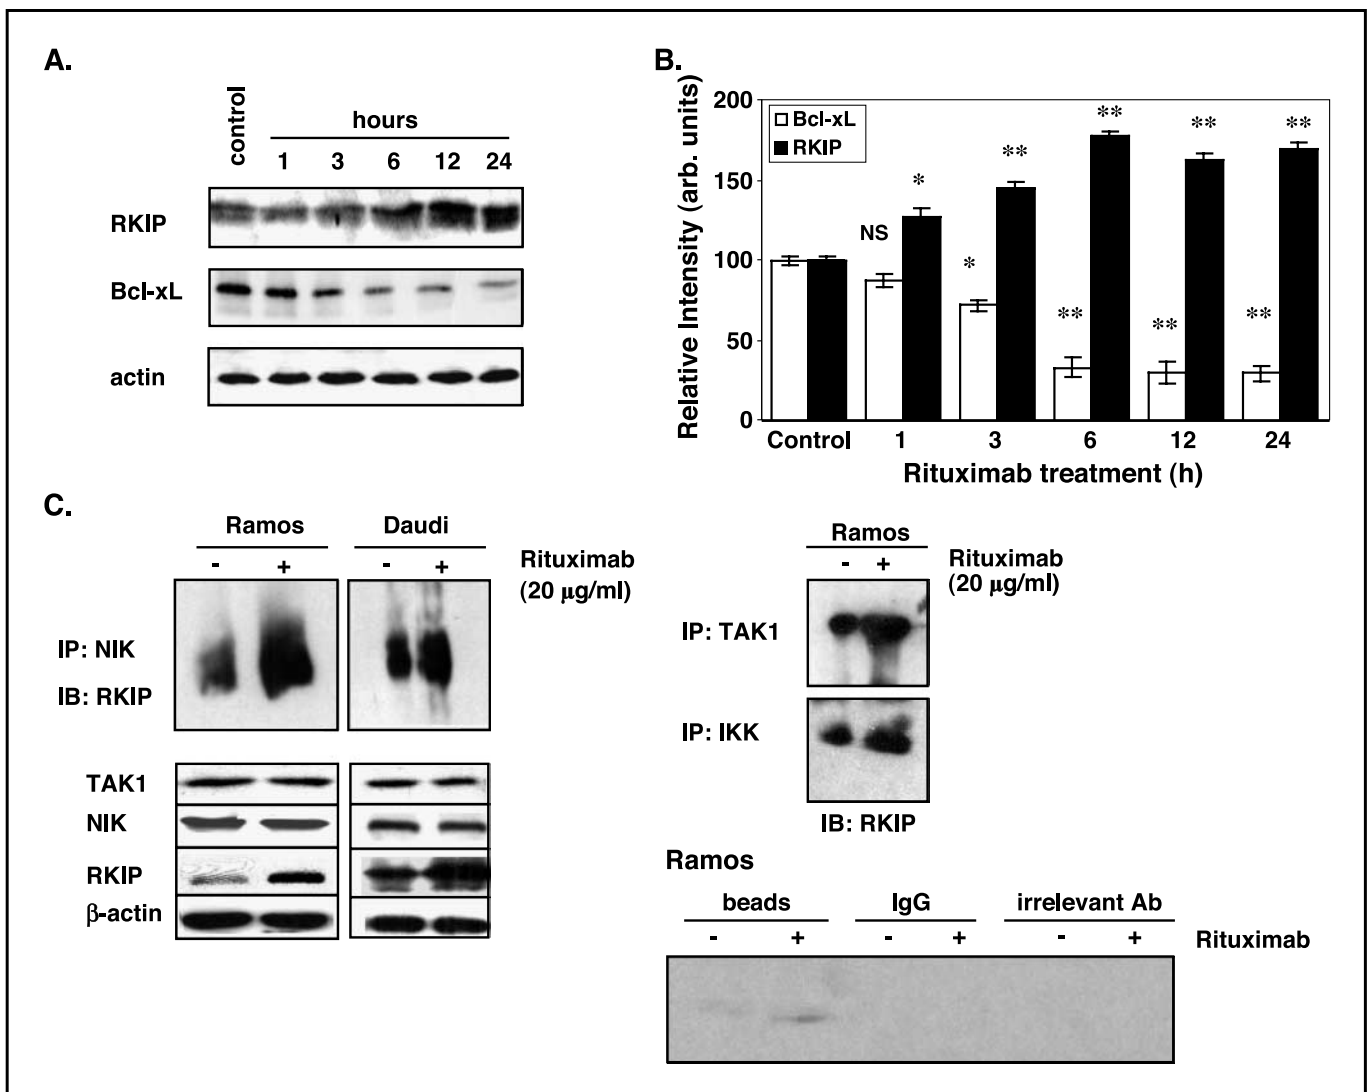 A.
control
hours
1 3 6 12 24
RKIP
Bcl-xL
actin
B.
Relative Intensity (arb. units)
200
150
100
50
0
Bcl-xL
RKIP
NS
*
*
**
**
**
**
**
**
**
Control 1 3 6 12 24
Rituximab treatment (h)
C.
Ramos Daudi
- + - + Rituximab
(20 μg/ml)
IP: NIK
IB: RKIP
TAK1
NIK
RKIP
β-actin
Ramos
- + Rituximab
(20 μg/ml)
IP: TAK1
IP: IKK
IB: RKIP
Ramos
beads IgG irrelevant Ab
- + - + - + Rituximab